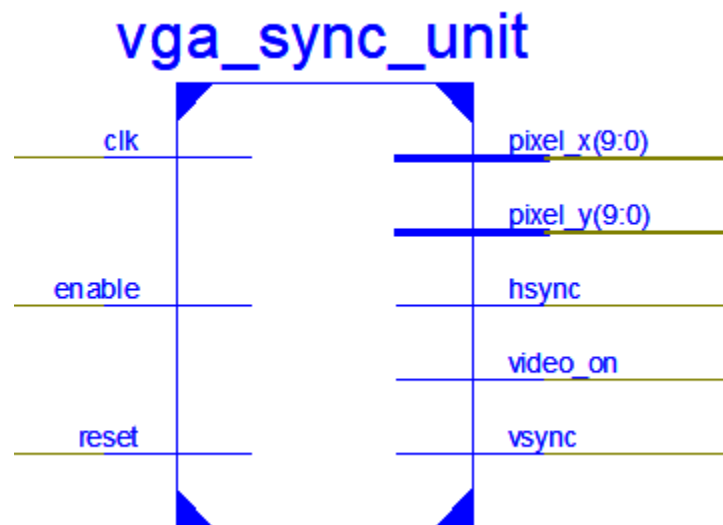 vga_sync_unit
clk
pixel_x(9:0)
pixel_y(9:0)
enable
hsync
video_on
reset
vsync